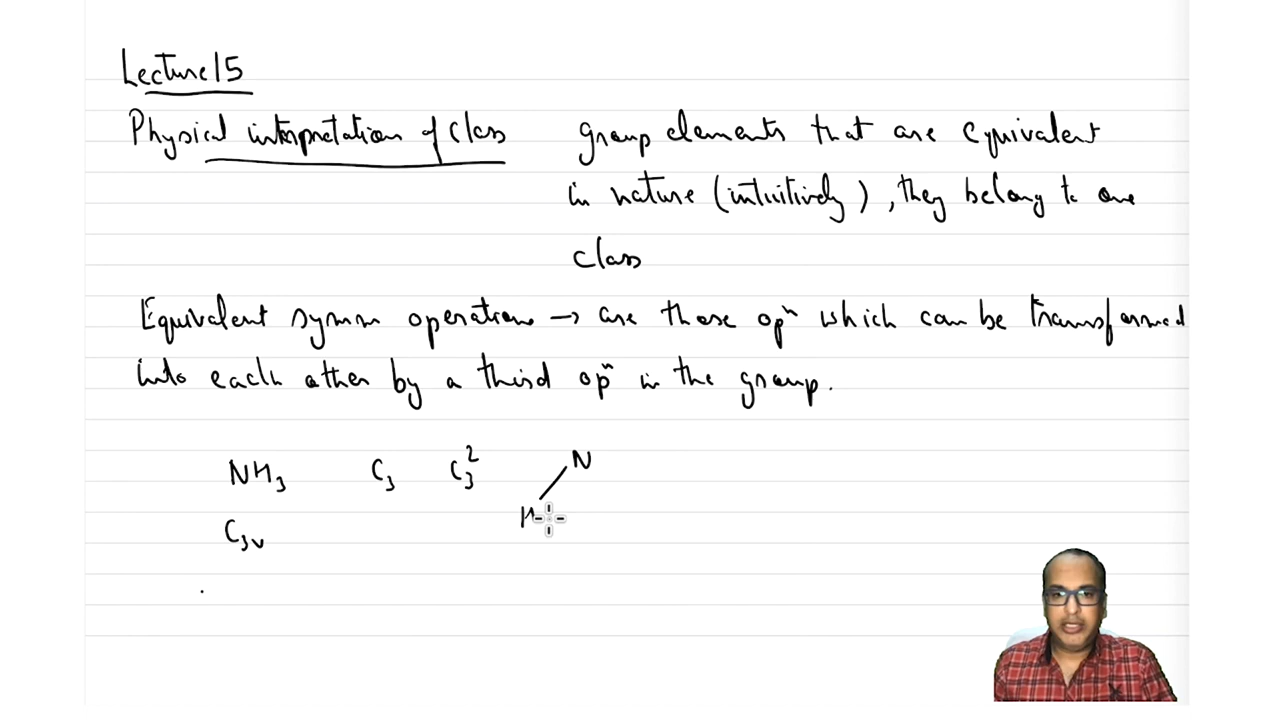 Lecture 15
Physical interpretation of class
group elements that are equivalent
in nature (intuitively), they belong to one
class
Equivalent symm operations → are those opⁿ which can be transformed
into each other by a third opⁿ in the group.
NH₃ C₃ C₃² N
H
C₃ᵥ